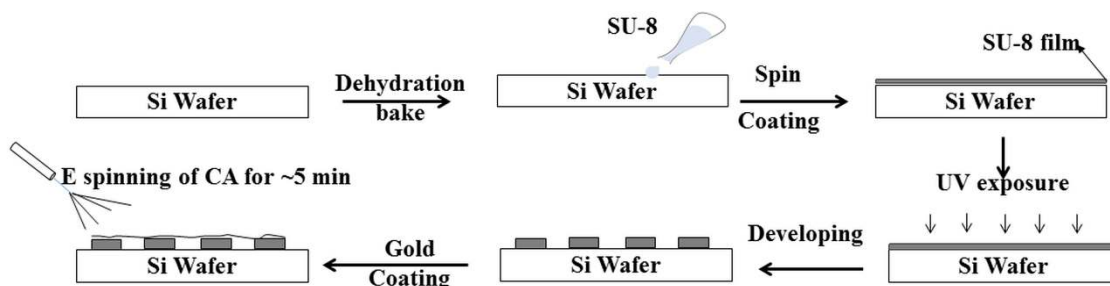 SU-8
SU-8 film
Dehydration
bake
Spin
Coating
Si Wafer
Si Wafer
Si Wafer
E spinning of CA for ~5 min
UV exposure
Gold
Coating
Developing
Si Wafer
Si Wafer
Si Wafer